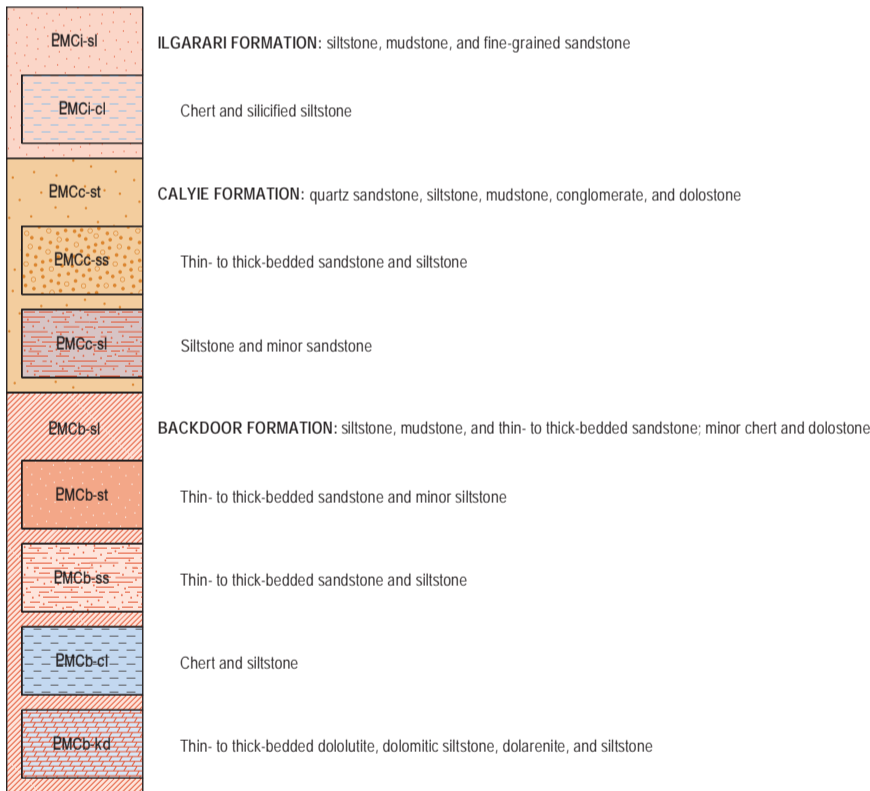 PMCi-sl
ILGARARI FORMATION: siltstone, mudstone, and fine-grained sandstone
PMCi-cl
Chert and silicified siltstone
PMCc-st
CALYIE FORMATION: quartz sandstone, siltstone, mudstone, conglomerate, and dolostone
PMCc-ss
Thin- to thick-bedded sandstone and siltstone
PMCc-sl
Siltstone and minor sandstone
PMCb-sl
BACKDOOR FORMATION: siltstone, mudstone, and thin- to thick-bedded sandstone; minor chert and dolostone
PMCb-st
Thin- to thick-bedded sandstone and minor siltstone
PMCb-ss
Thin- to thick-bedded sandstone and siltstone
PMCb-cl
Chert and siltstone
PMCb-kd
Thin- to thick-bedded dololutite, dolomitic siltstone, dolarenite, and siltstone